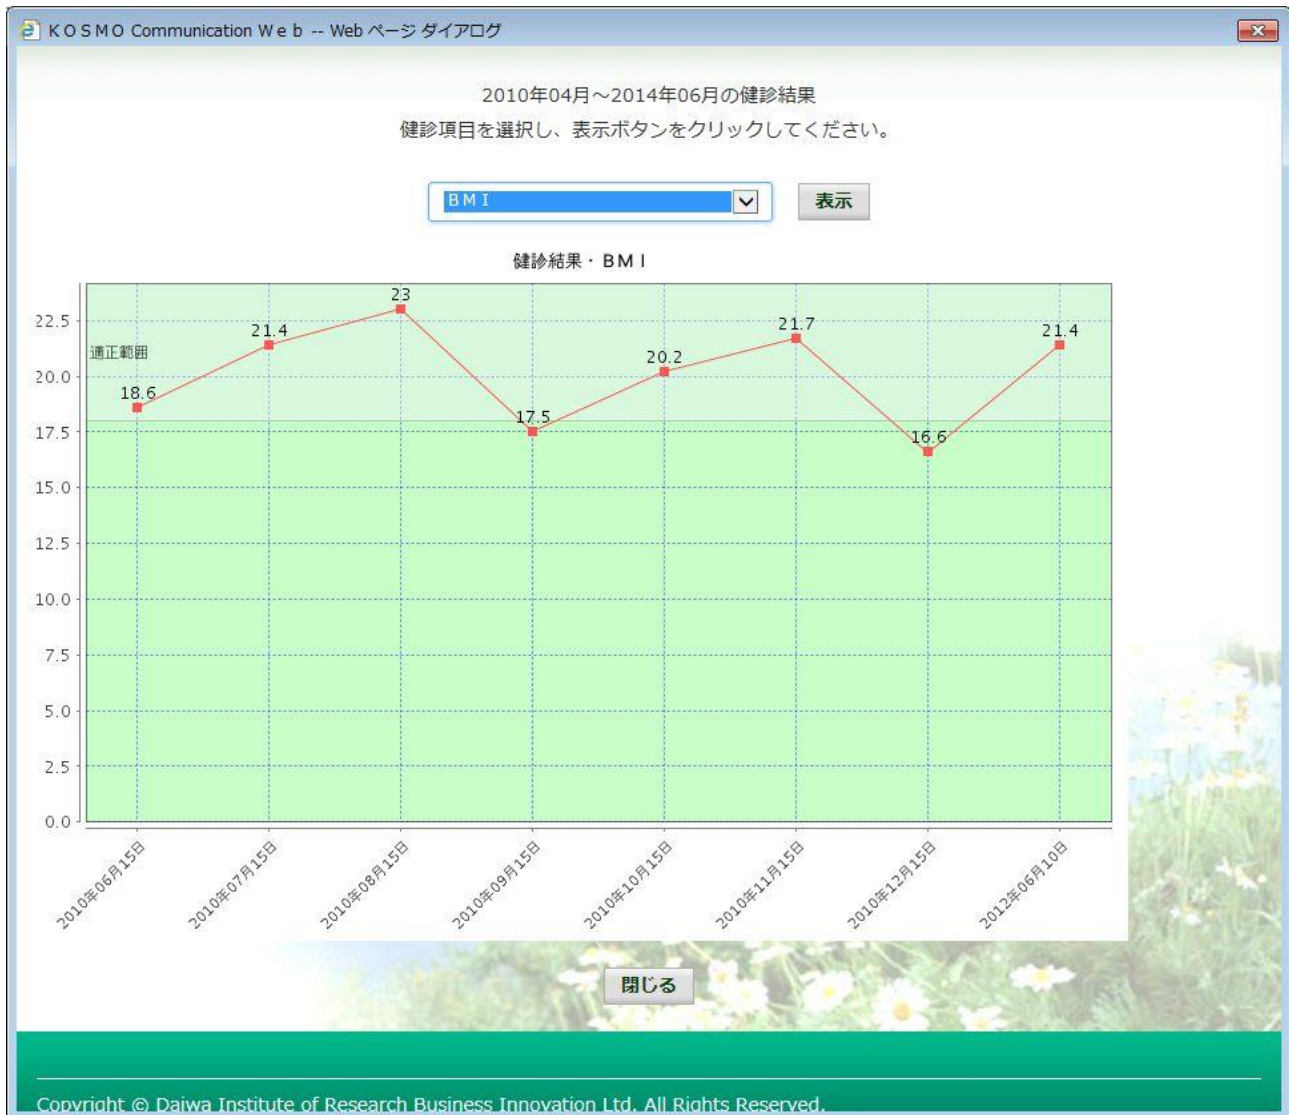 ＫＯＳＭＯ Communication Ｗｅｂ -- Web ページ ダイアログ
2010年04月～2014年06月の健診結果
健診項目を選択し、表示ボタンをクリックしてください。
ＢＭＩ
表示
健診結果・ＢＭＩ
22.5
20.0
17.5
15.0
12.5
10.0
7.5
5.0
2.5
0.0
適正範囲
18.6
21.4
23
17.5
20.2
21.7
16.6
21.4
2010年06月15日
2010年07月15日
2010年08月15日
2010年09月15日
2010年10月15日
2010年11月15日
2010年12月15日
2012年06月10日
閉じる
Copyright © Daiwa Institute of Research Business Innovation Ltd. All Rights Reserved.